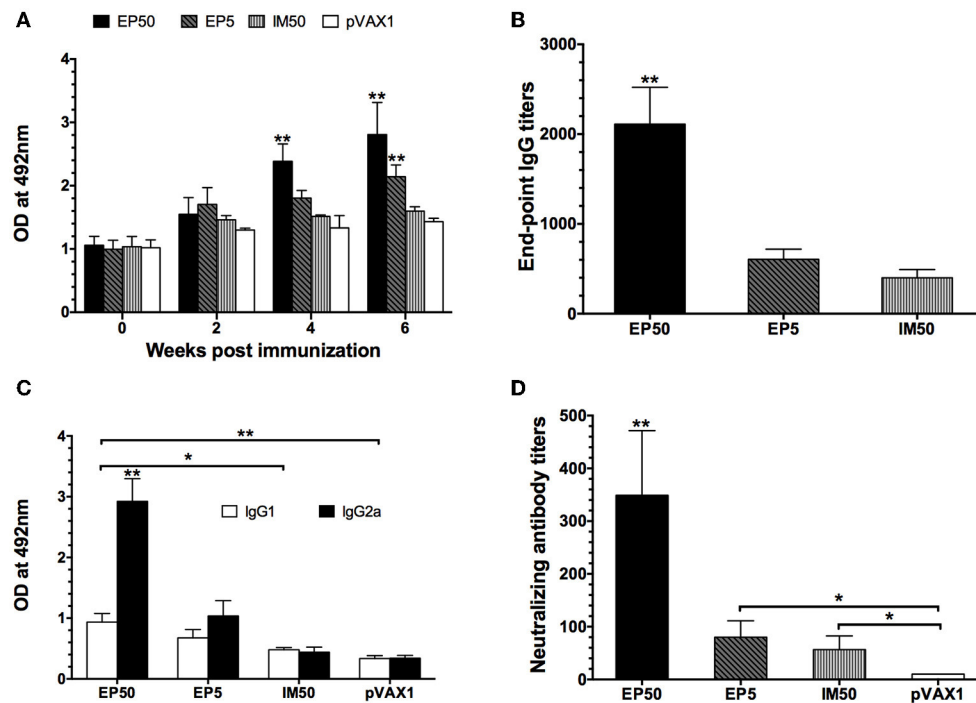 A
EP50 EP5 IM50 pVAX1
OD at 492nm
4
3
2
1
0
**
**
**
0 2 4 6
Weeks post immunization
B
End-point IgG titers
3000
2000
1000
0
**
EP50 EP5 IM50
C
OD at 492nm
4
3
2
1
0
**
*
**
IgG1 IgG2a
EP50 EP5 IM50 pVAX1
D
Neutralizing antibody titers
500
400
300
200
100
0
**
*
*
EP50 EP5 IM50 pVAX1